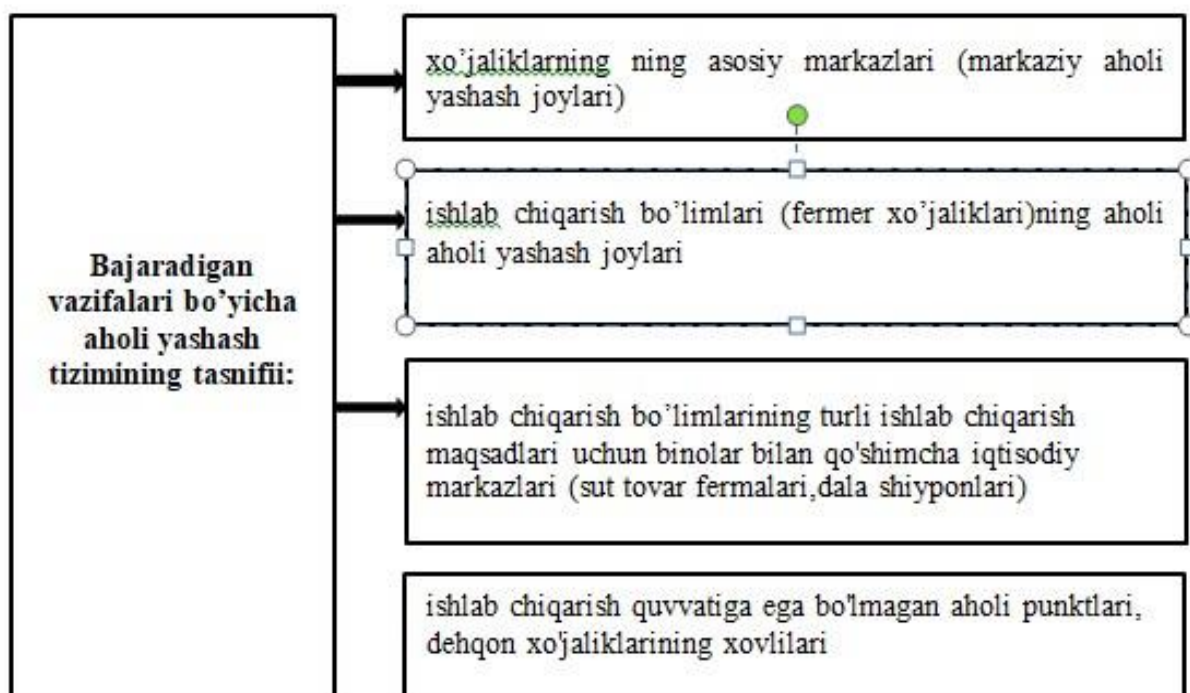 Bajaradigan
vazifalari bo’yicha
aholi yashash
tizimining tasnifii:
xo’jaliklarning ning asosiy markazlari (markaziy aholi
yashash joylari)
ishlab chiqarish bo’limlari (fermer xo’jaliklari)ning aholi
aholi yashash joylari
ishlab chiqarish bo’limlarining turli ishlab chiqarish
maqsadlari uchun binolar bilan qo'shimcha iqtisodiy
markazlari (sut tovar fermalari,dala shiyponlari)
ishlab chiqarish quvvatiga ega bo'lmagan aholi punktlari,
dehqon xo'jaliklarining xovlilari